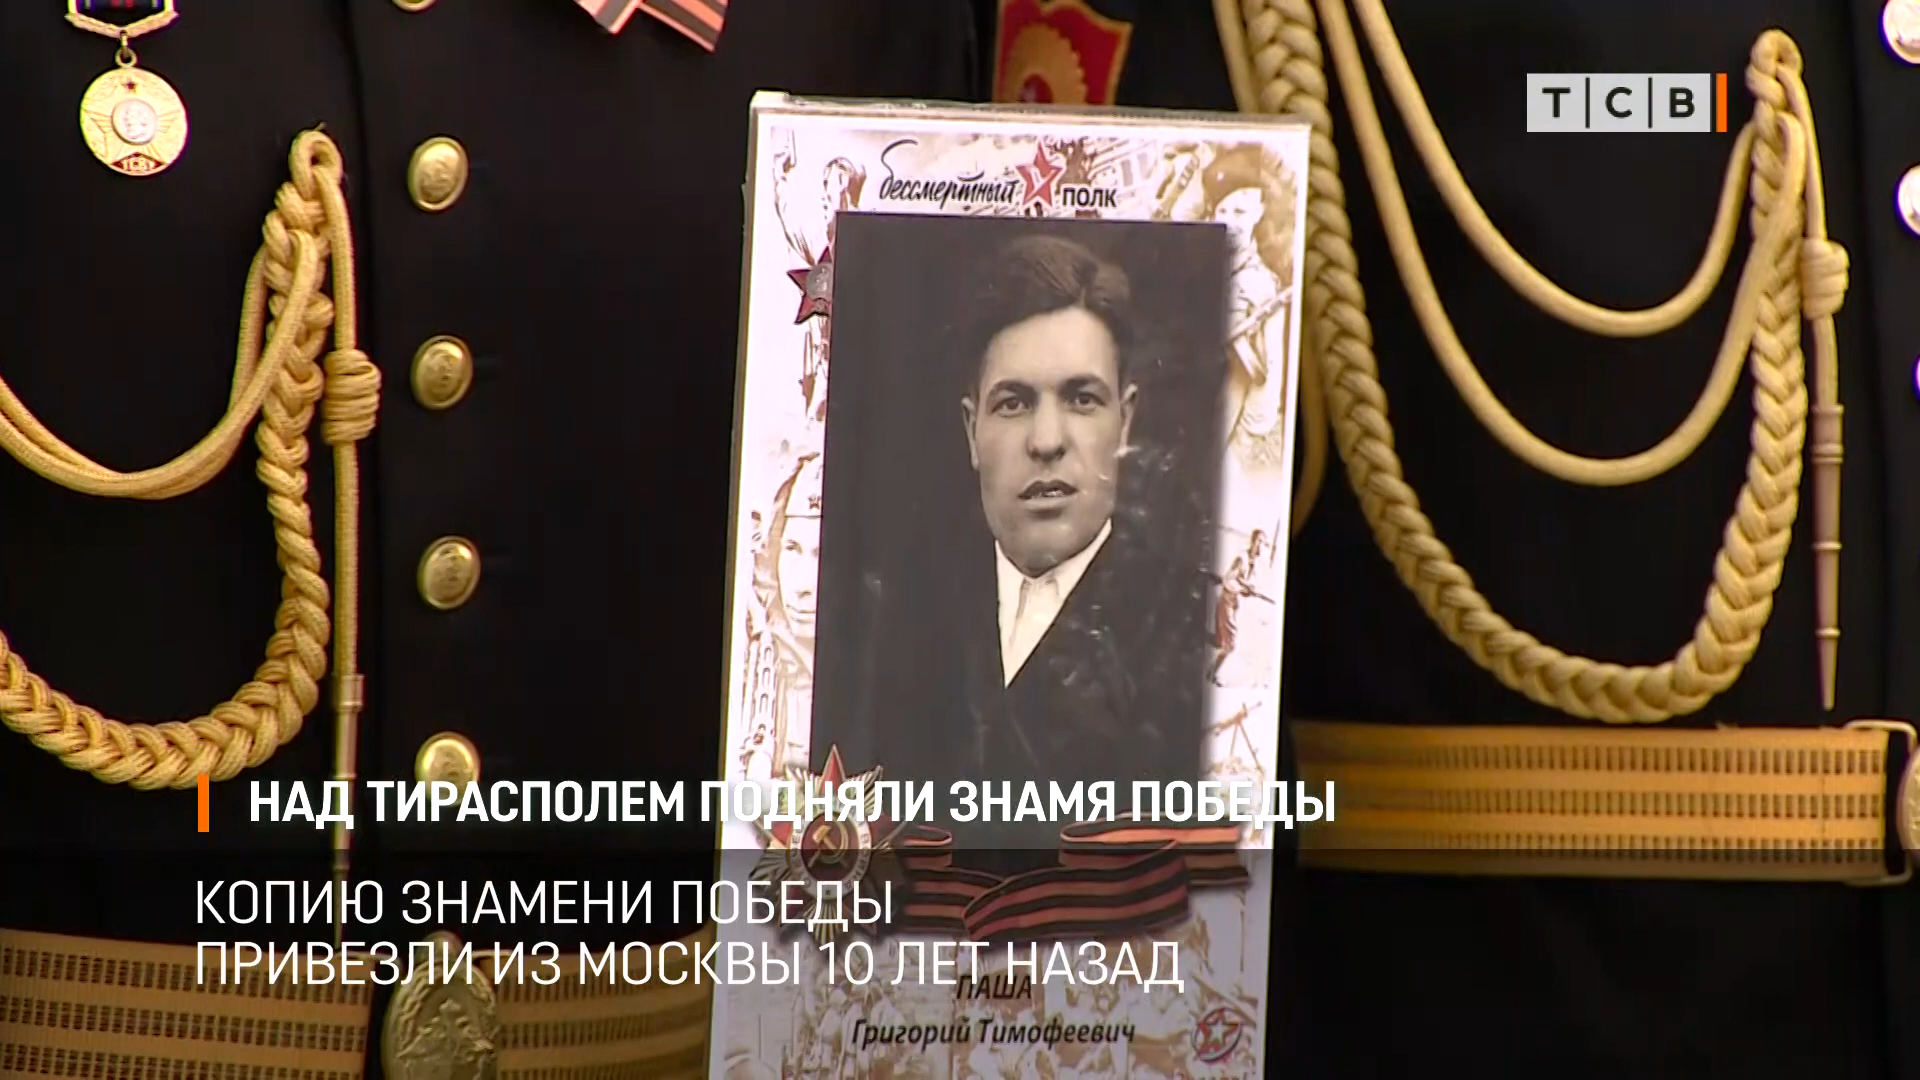 Т|С|В
бессмертный полк
НАД ТИРАСПОЛЕМ ПОДНЯЛИ ЗНАМЯ ПОБЕДЫ
КОПИЮ ЗНАМЕНИ ПОБЕДЫ
ПРИВЕЗЛИ ИЗ МОСКВЫ 10 ЛЕТ НАЗАД
ПАША
Григорий Тимофеевич